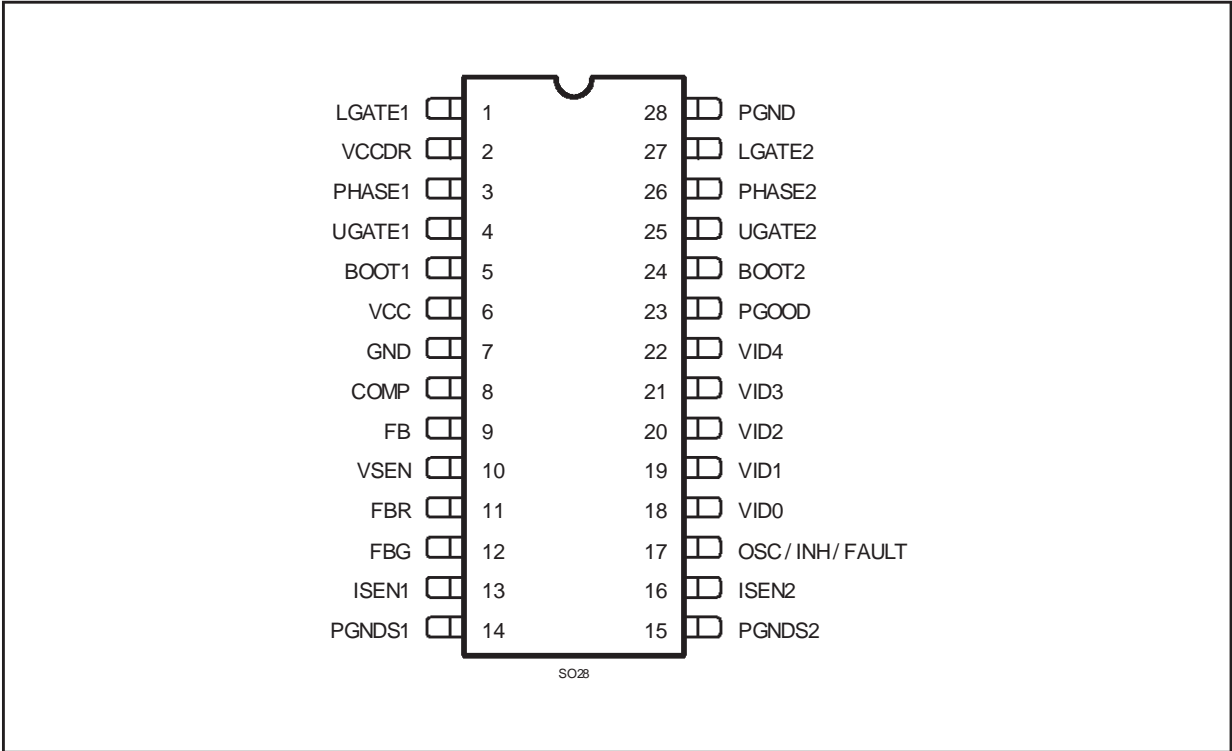 LGATE1 1 28 PGND
VCCDR 2 27 LGATE2
PHASE1 3 26 PHASE2
UGATE1 4 25 UGATE2
BOOT1 5 24 BOOT2
VCC 6 23 PGOOD
GND 7 22 VID4
COMP 8 21 VID3
FB 9 20 VID2
VSEN 10 19 VID1
FBR 11 18 VID0
FBG 12 17 OSC / INH / FAULT
ISEN1 13 16 ISEN2
PGNDS1 14 15 PGNDS2
SO28